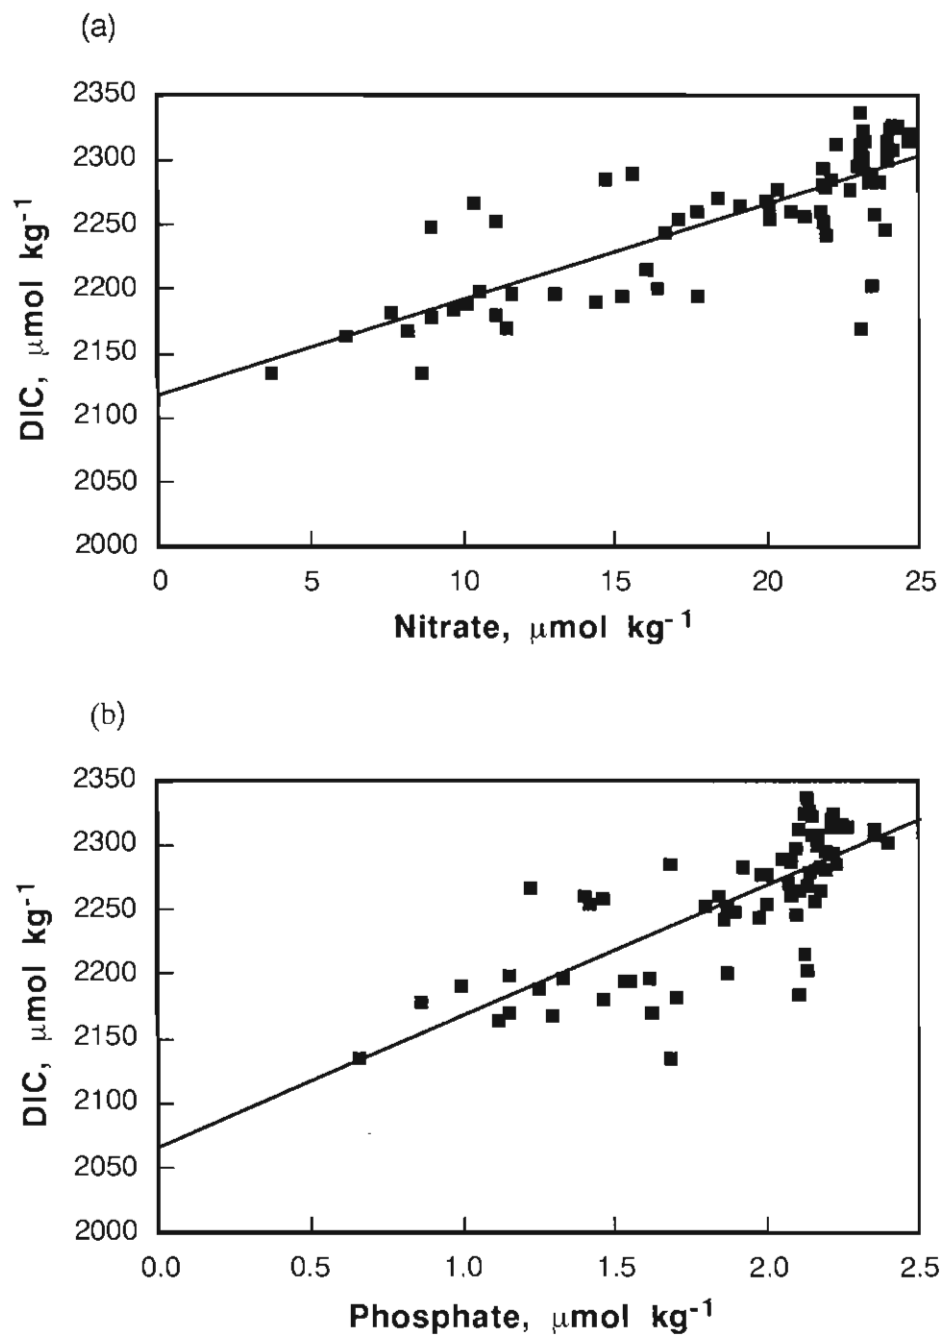 (a)
2350
2300
2250
2200
2150
2100
2050
2000
DIC, μmol kg⁻¹
0 5 10 15 20 25
Nitrate, μmol kg⁻¹
(b)
2350
2300
2250
2200
2150
2100
2050
2000
DIC, μmol kg⁻¹
0.0 0.5 1.0 1.5 2.0 2.5
Phosphate, μmol kg⁻¹